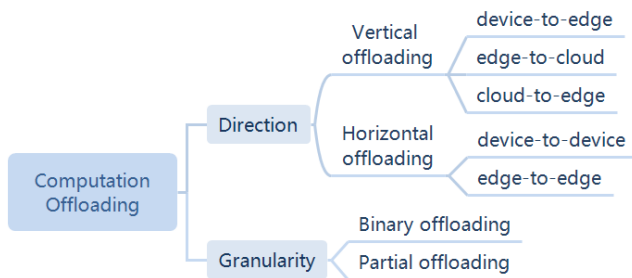 Computation
Offloading
Direction
Vertical
offloading
device-to-edge
edge-to-cloud
cloud-to-edge
Horizontal
offloading
device-to-device
edge-to-edge
Granularity
Binary offloading
Partial offloading